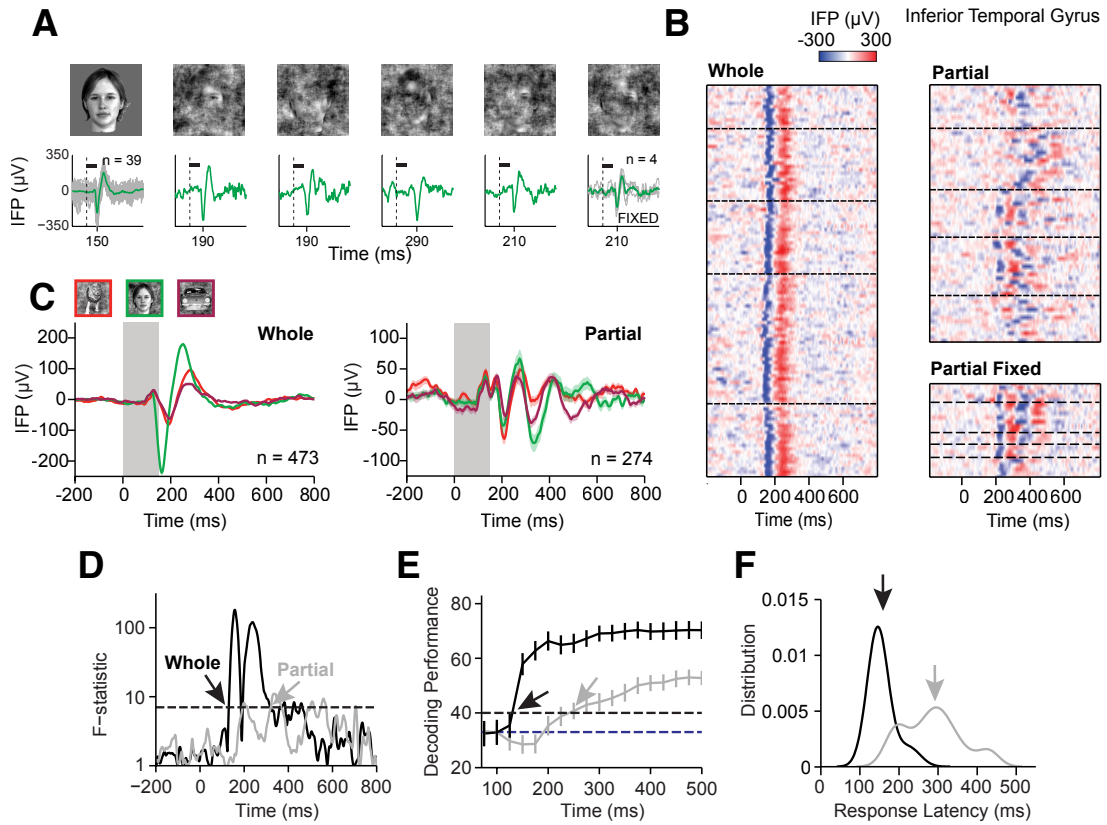 A
350
0
−350
IFP (µV)
n = 39
n = 4
FIXED
150
190
190
290
210
210
Time (ms)
B
IFP (µV)
-300 300
Inferior Temporal Gyrus
Whole
0 200 400 600
Time (ms)
Partial
Partial Fixed
0 200 400 600
Time (ms)
C
Whole
200
100
0
-100
-200
IFP (µV)
n = 473
-200 0 200 400 600 800
Time (ms)
Partial
100
50
0
-50
-100
IFP (µV)
n = 274
-200 0 200 400 600 800
Time (ms)
D
100
10
1
F-statistic
Whole
Partial
−200 0 200 400 600 800
Time (ms)
E
80
60
40
20
Decoding Performance
100 200 300 400 500
Time (ms)
F
0.015
0.01
0.005
0
Distribution
0 100 200 300 400 500
Response Latency (ms)